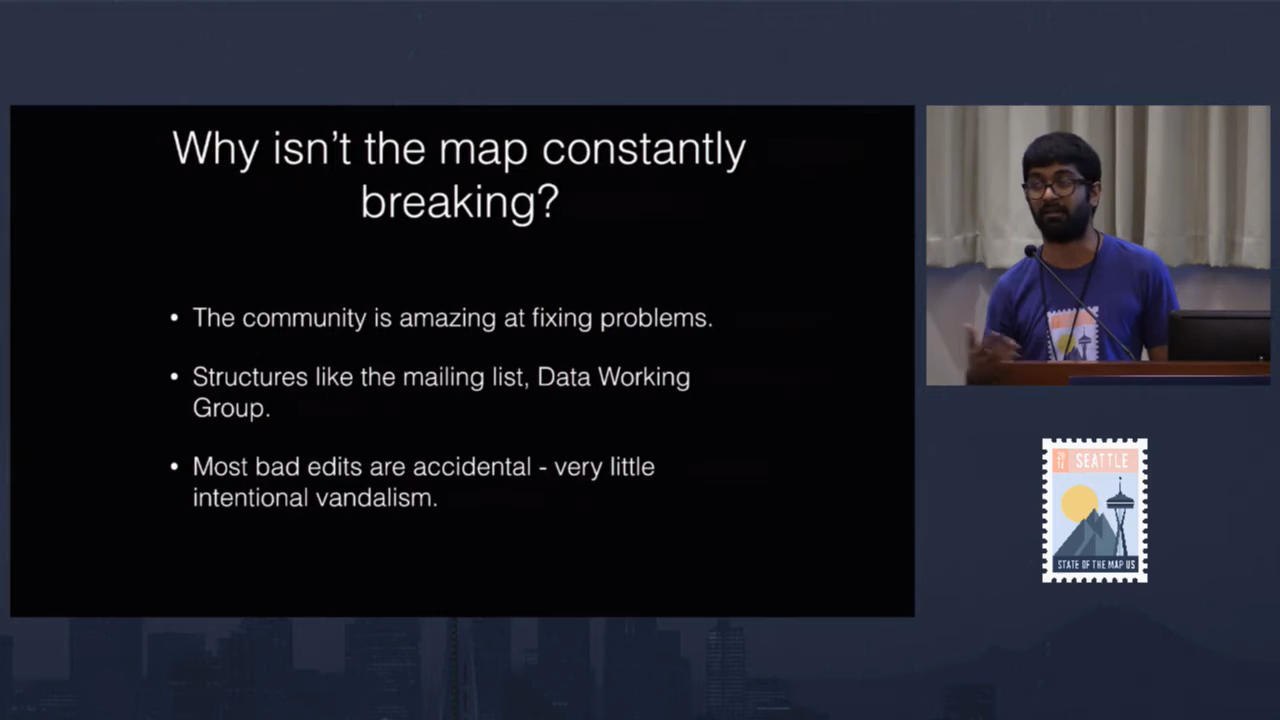 Why isn't the map constantly
breaking?
• The community is amazing at fixing problems.
• Structures like the mailing list, Data Working
Group.
• Most bad edits are accidental - very little
intentional vandalism.
SEATTLE
STATE OF THE MAP US